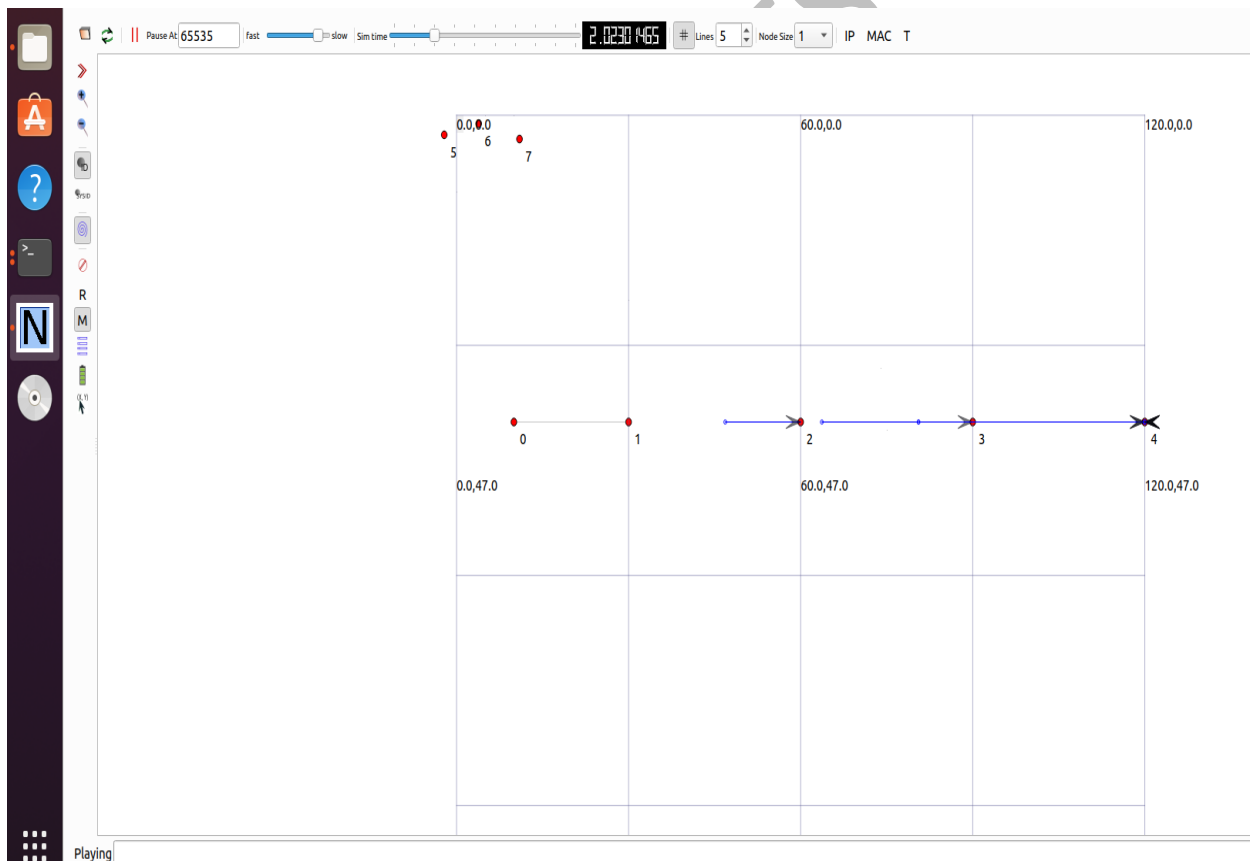 Pause At 65535 fast slow Sim time 2.02301465 # Lines 5 Node Size 1 IP MAC T
0.0,0.0 60.0,0.0 120.0,0.0
5 6 7
SYSID
R
M
0 1 2 3 4
0.0,47.0 60.0,47.0 120.0,47.0
Playing